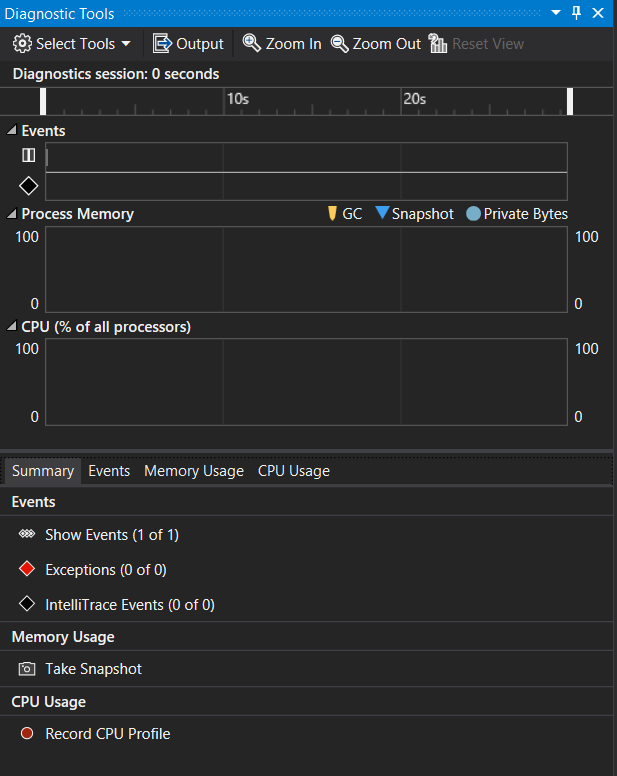 Diagnostic Tools
Select Tools Output Zoom In Zoom Out Reset View
Diagnostics session: 0 seconds
10s 20s
Events
Process Memory GC Snapshot Private Bytes
100 100
0 0
CPU (% of all processors)
100 100
0 0
Summary Events Memory Usage CPU Usage
Events
Show Events (1 of 1)
Exceptions (0 of 0)
IntelliTrace Events (0 of 0)
Memory Usage
Take Snapshot
CPU Usage
Record CPU Profile